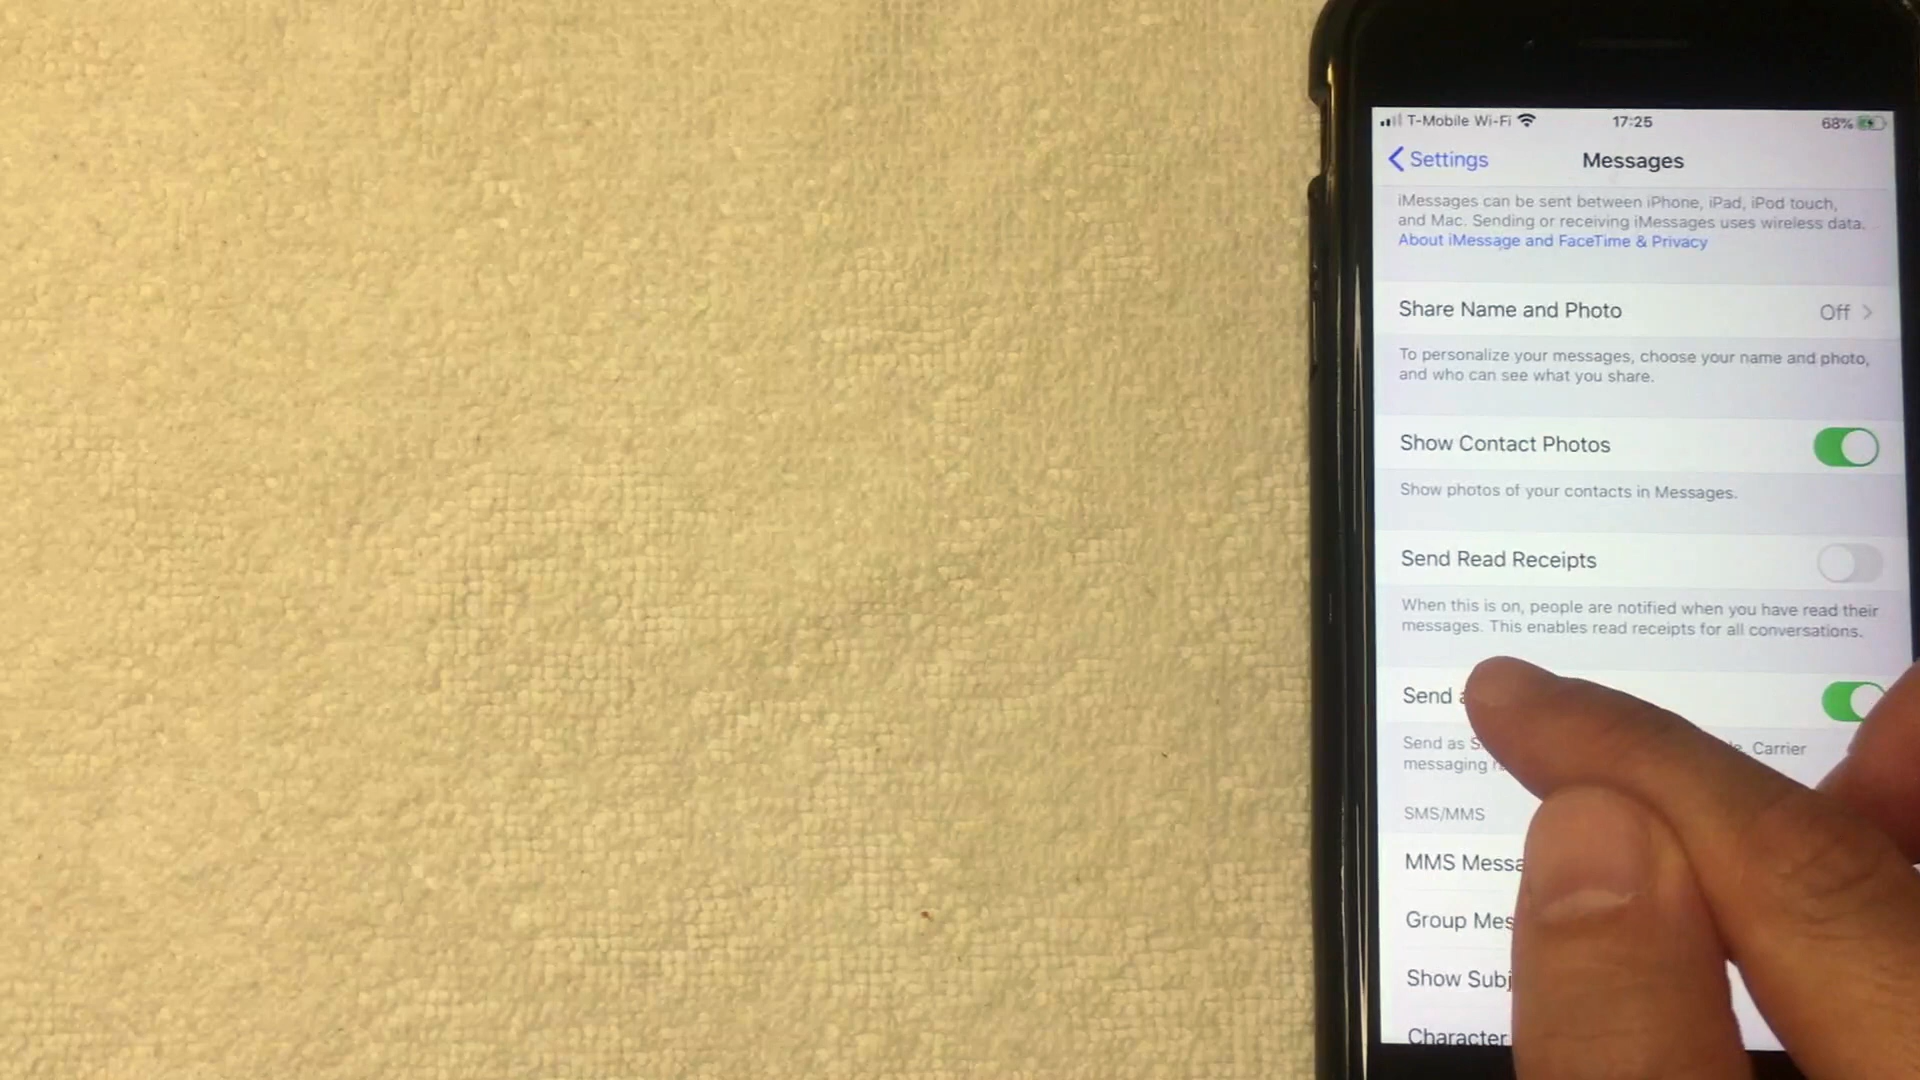 T-Mobile Wi-Fi 17:25 68%
Settings Messages
iMessages can be sent between iPhone, iPad, iPod touch,
and Mac. Sending or receiving iMessages uses wireless data.
About iMessage and FaceTime & Privacy
Share Name and Photo Off
To personalize your messages, choose your name and photo,
and who can see what you share.
Show Contact Photos
Show photos of your contacts in Messages.
Send Read Receipts
When this is on, people are notified when you have read their
messages. This enables read receipts for all conversations.
Send
Send as Carrier
messaging
SMS/MMS
MMS Messa
Group Mes
Show Subj
Character